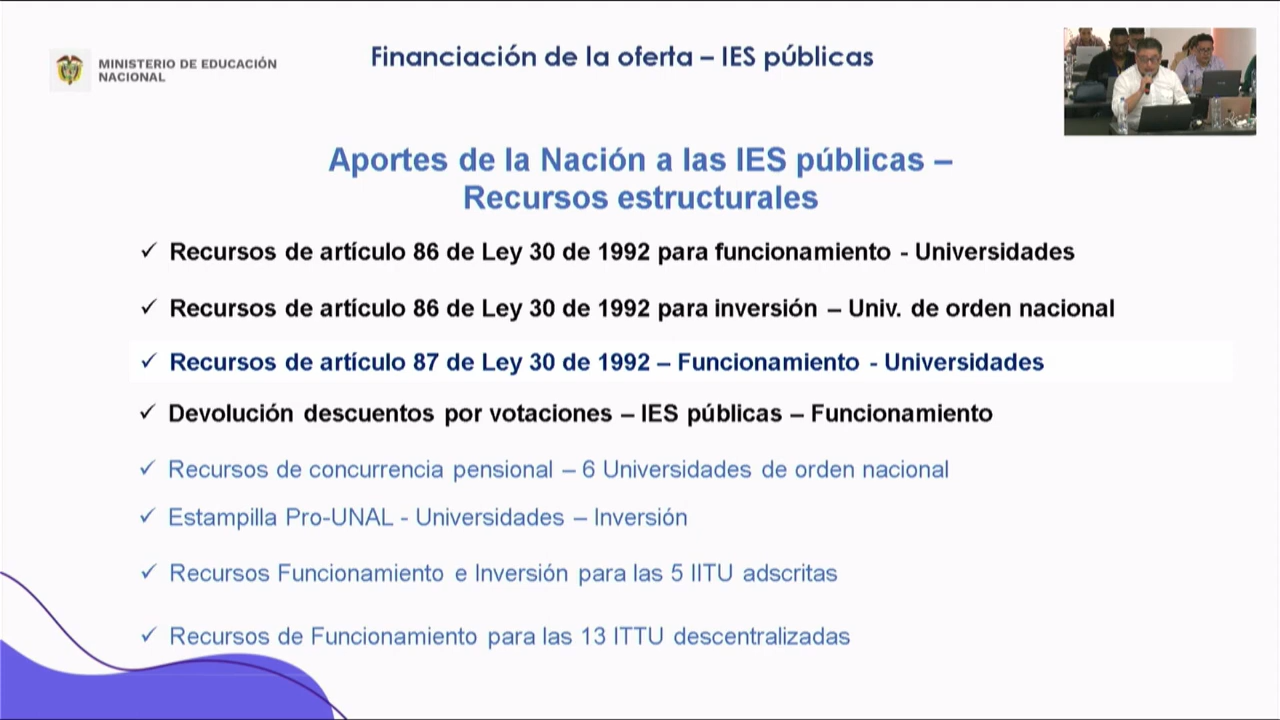 MINISTERIO DE EDUCACIÓN
NACIONAL
Financiación de la oferta – IES públicas
Aportes de la Nación a las IES públicas –
Recursos estructurales
✓ Recursos de artículo 86 de Ley 30 de 1992 para funcionamiento - Universidades
✓ Recursos de artículo 86 de Ley 30 de 1992 para inversión – Univ. de orden nacional
✓ Recursos de artículo 87 de Ley 30 de 1992 – Funcionamiento - Universidades
✓ Devolución descuentos por votaciones – IES públicas – Funcionamiento
✓ Recursos de concurrencia pensional – 6 Universidades de orden nacional
✓ Estampilla Pro-UNAL - Universidades – Inversión
✓ Recursos Funcionamiento e Inversión para las 5 IITU adscritas
✓ Recursos de Funcionamiento para las 13 ITTU descentralizadas